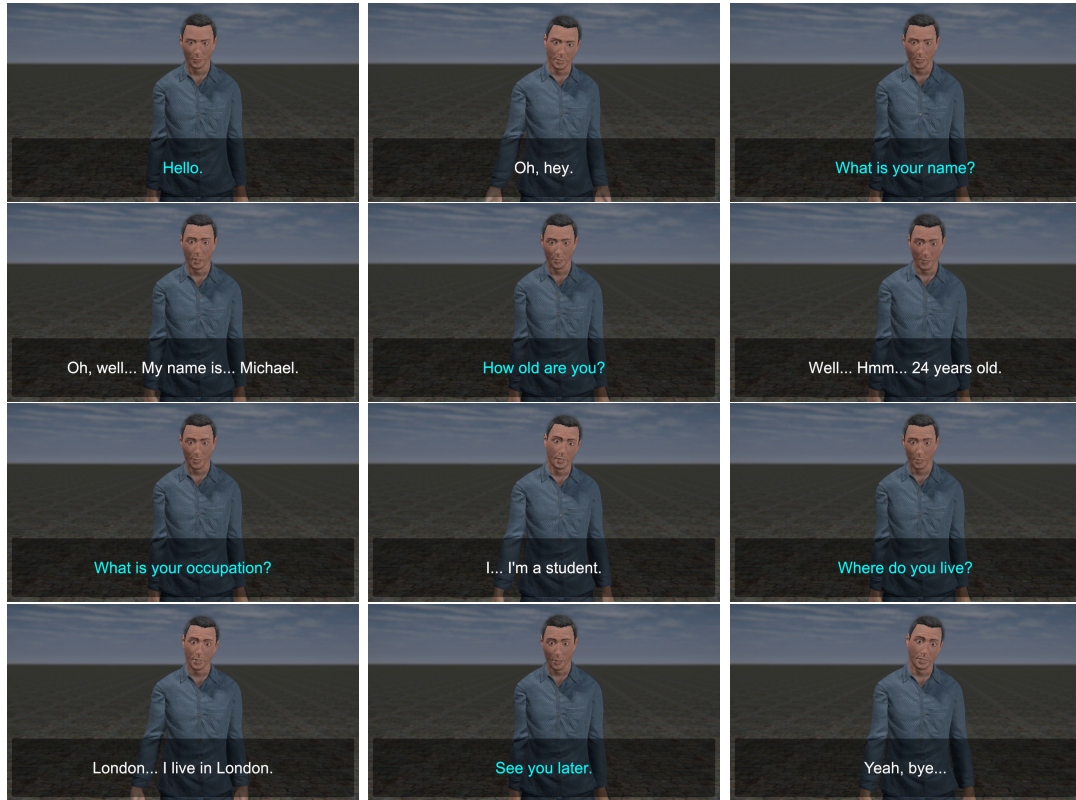 Hello.
Oh, hey.
What is your name?
Oh, well... My name is... Michael.
How old are you?
Well... Hmm... 24 years old.
What is your occupation?
I... I'm a student.
Where do you live?
London... I live in London.
See you later.
Yeah, bye...